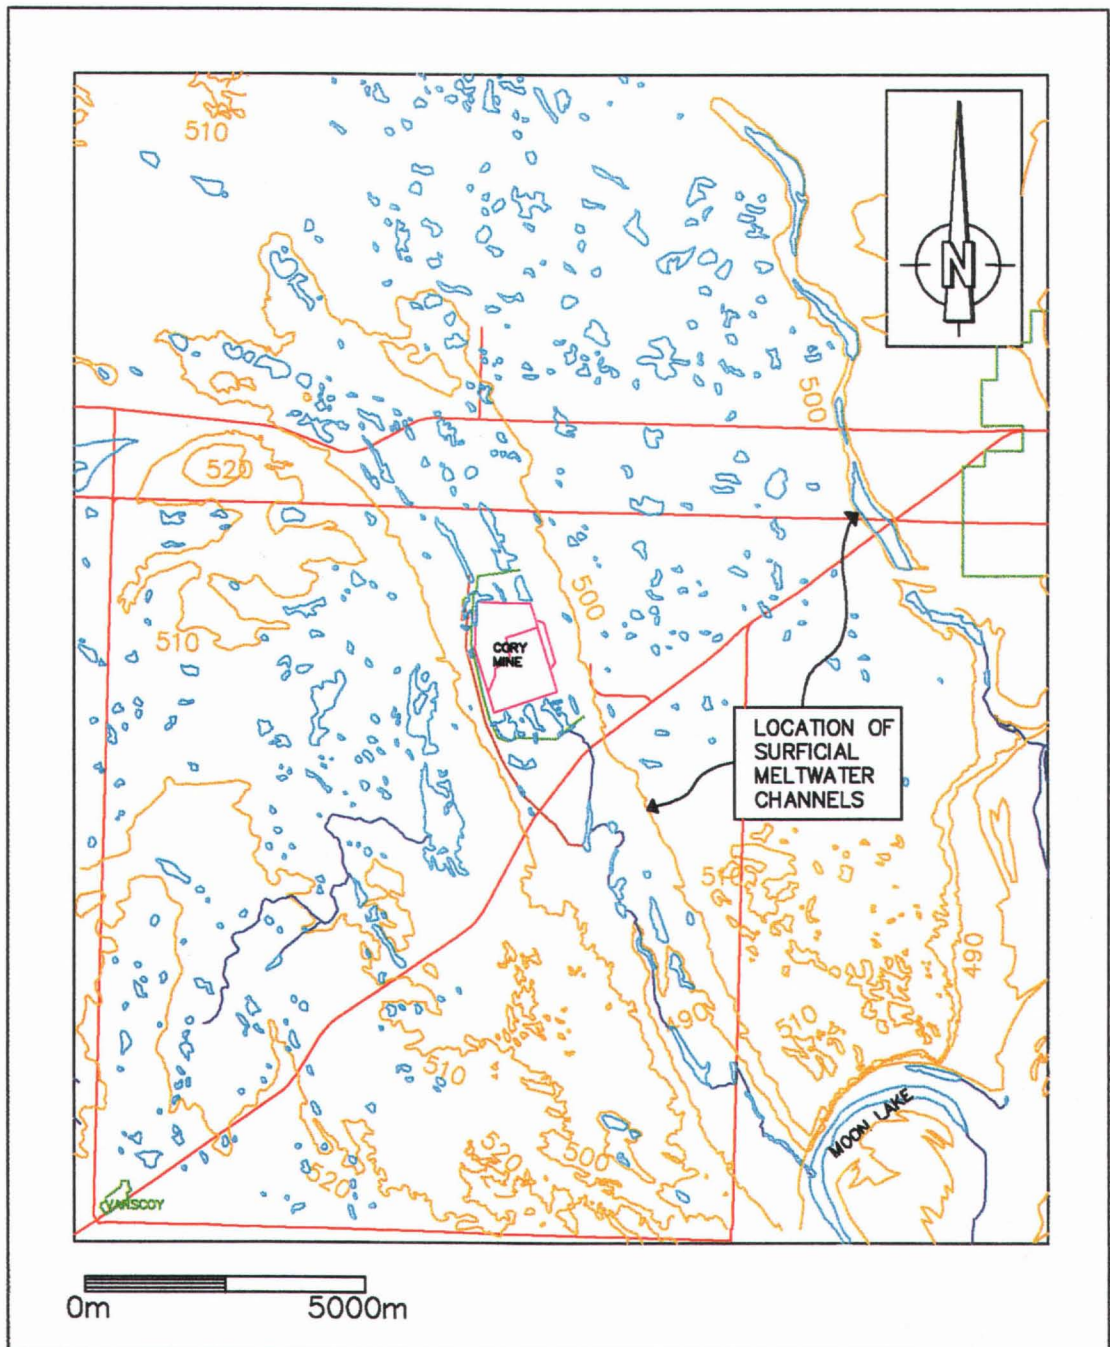 510
N
500
520
500
510
CORY
MINE
LOCATION OF
SURFICIAL
MELTWATER
CHANNELS
510
490
490
510
510
MOON LAKE
520
500
520
VANSCOY
0m 5000m